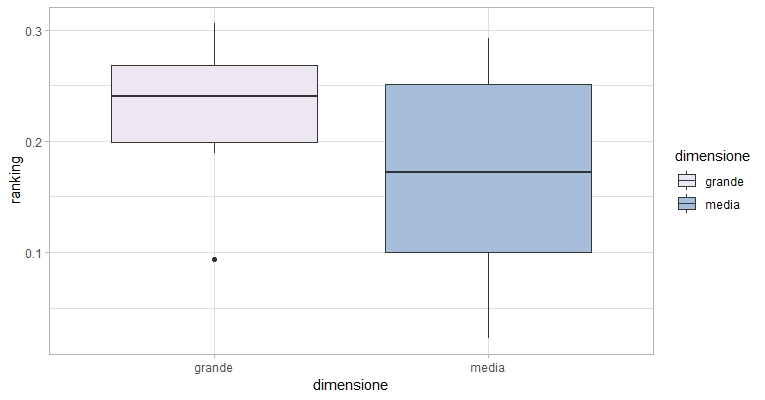 0.3
0.2
0.1
ranking
grande
media
dimensione
dimensione
grande
media